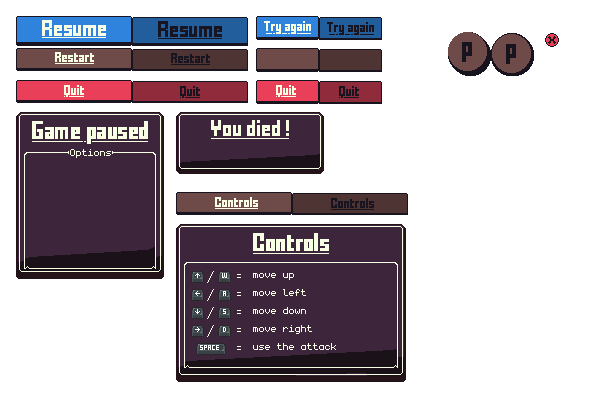 Resume Resume Try again Try again
Restart Restart
Quit Quit Quit Quit
P P
Game paused
Options
You died!
Controls Controls
Controls
↑ / W = move up
← / A = move left
↓ / S = move down
→ / D = move right
SPACE = use the attack